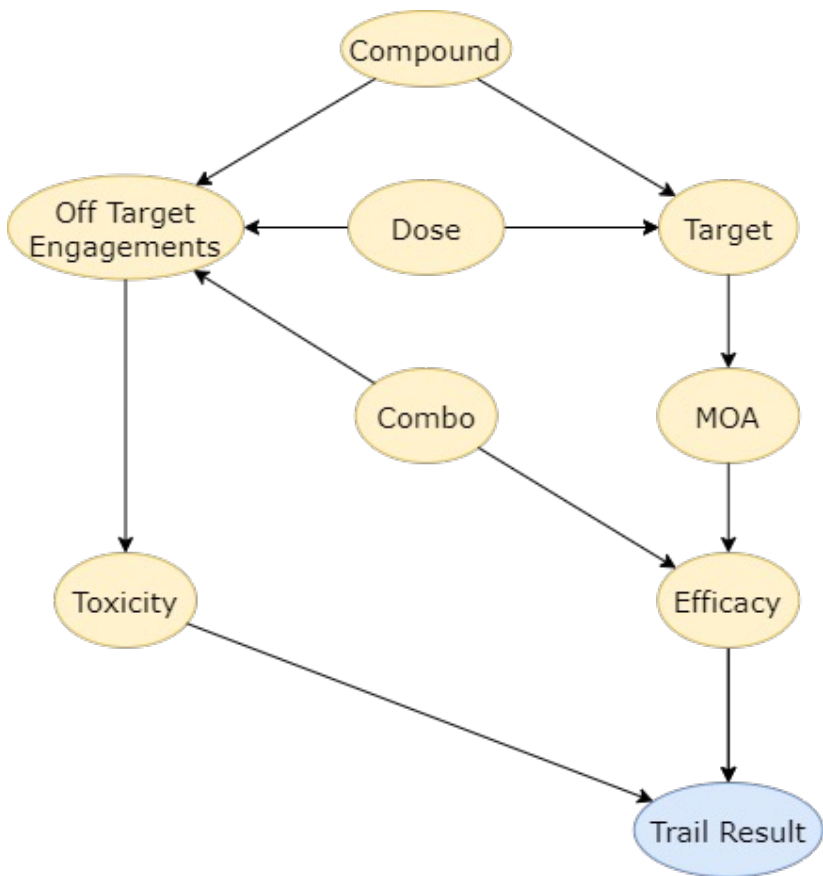 Compound
Off Target
Engagements
Dose
Target
Combo
MOA
Toxicity
Efficacy
Trail Result